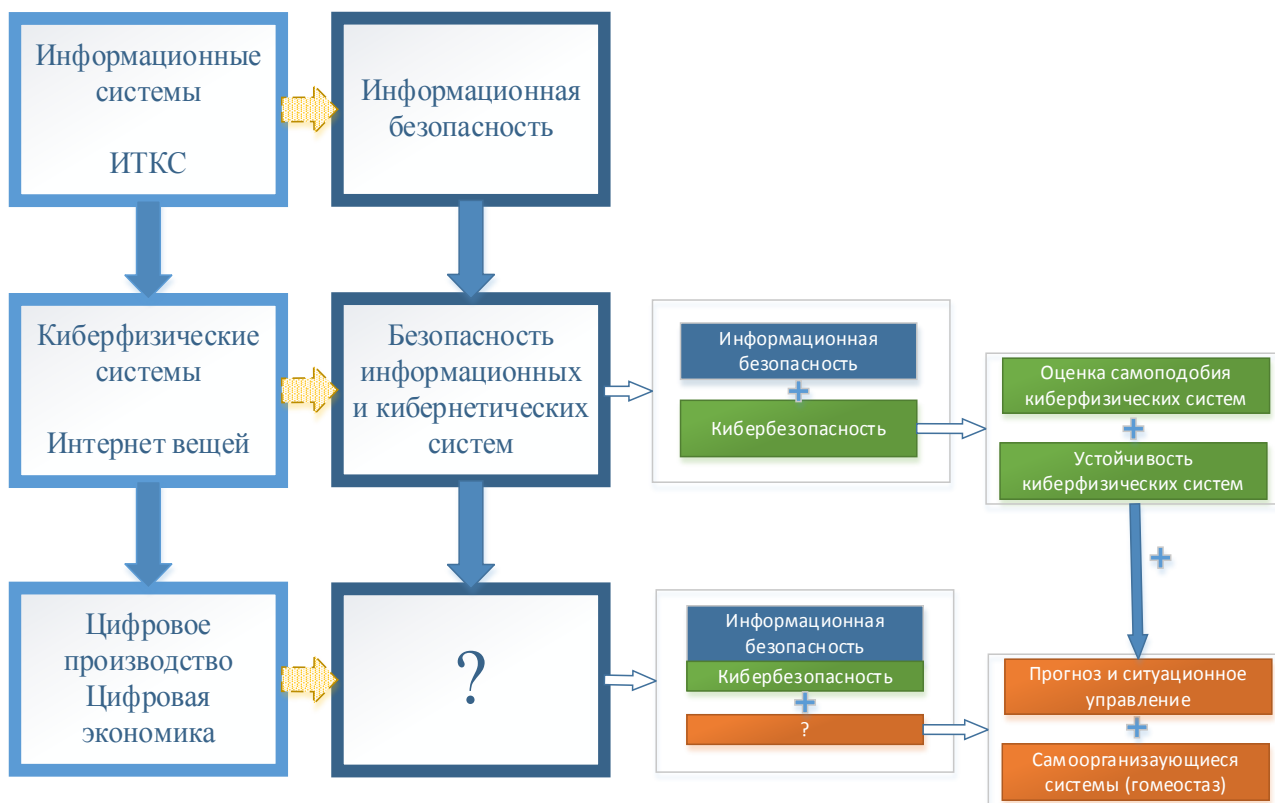 Информационные
системы
ИТКС
Информационная
безопасность
Киберфизические
системы
Интернет вещей
Безопасность
информационных
и кибернетических
систем
Информационная
безопасность
+
Кибербезопасность
Оценка самоподобия
киберфизических систем
+
Устойчивость
киберфизических систем
+
Цифровое
производство
Цифровая
экономика
?
Информационная
безопасность
Кибербезопасность
+
?
Прогноз и ситуационное
управление
+
Самоорганизаующиеся
системы (гомеостаз)